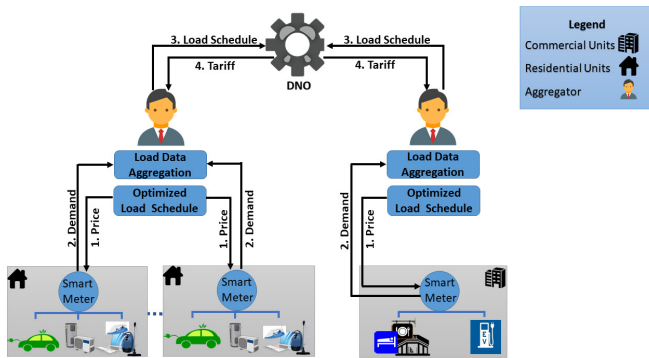 3. Load Schedule
3. Load Schedule
4. Tariff
4. Tariff
DNO
Legend
Commercial Units
Residential Units
Aggregator
Load Data
Aggregation
Optimized
Load Schedule
2. Demand
1. Price
1. Price
2. Demand
Load Data
Aggregation
Optimized
Load Schedule
2. Demand
1. Price
Smart
Meter
Smart
Meter
Smart
Meter
EV